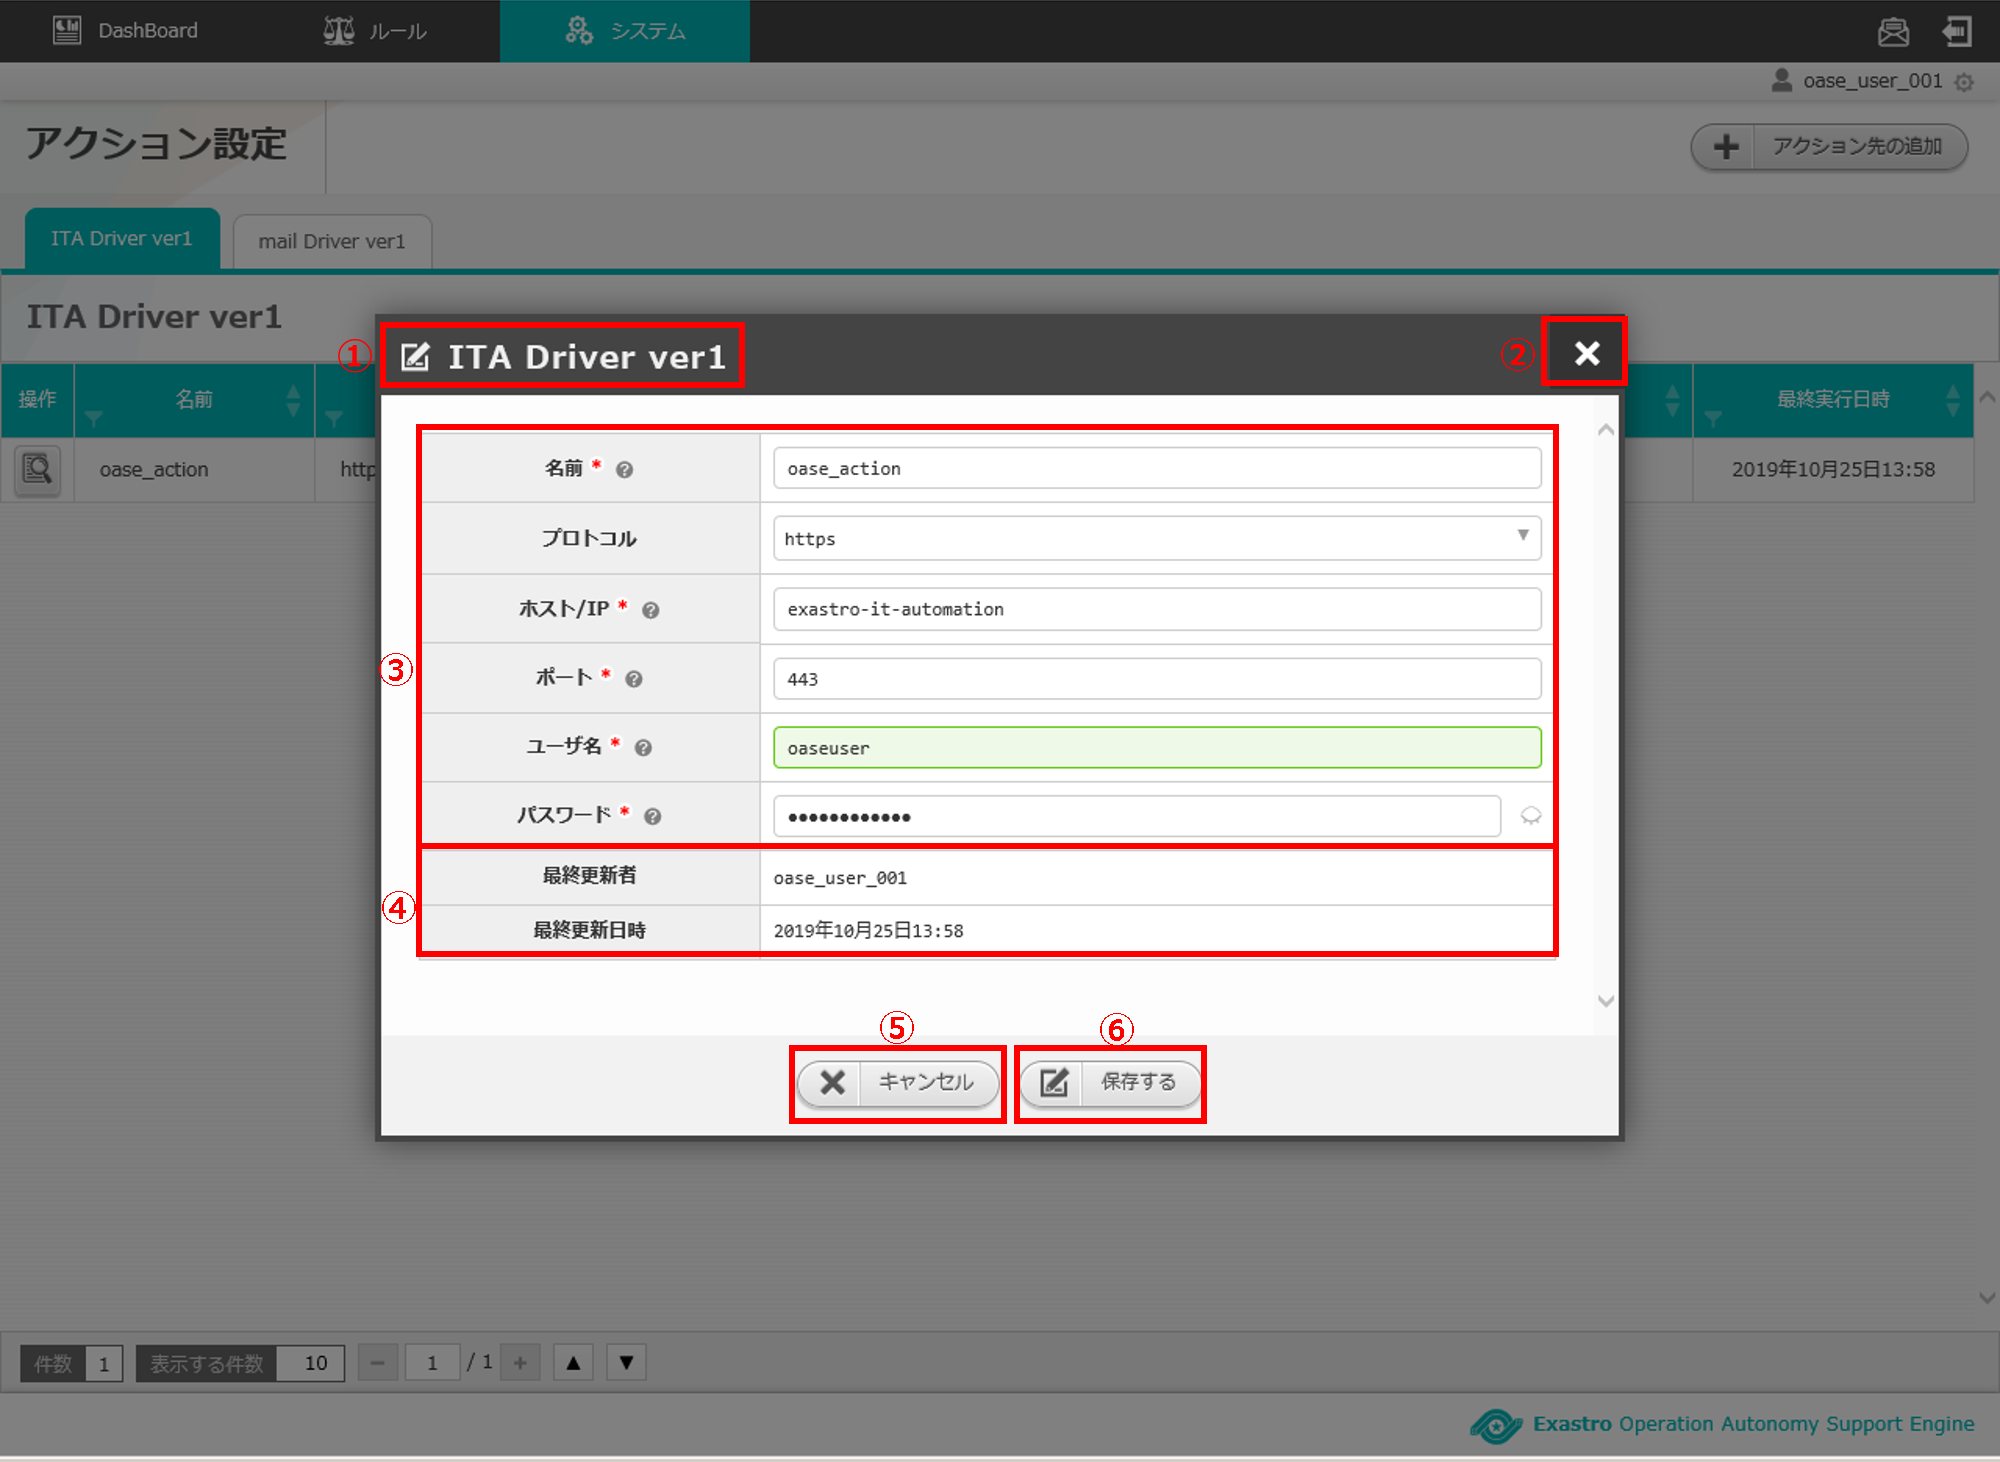 DashBoard
ルール
システム
oase_user_001
アクション設定
アクション先の追加
ITA Driver ver1
mail Driver ver1
ITA Driver ver1
① ITA Driver ver1
②
操作
名前
最終実行日時
oase_action
http
2019年10月25日13:58
③
名前 * oase_action
プロトコル https
ホスト/IP * exastro-it-automation
ポート * 443
ユーザ名 * oaseuser
パスワード * ••••••••••••
④
最終更新者 oase_user_001
最終更新日時 2019年10月25日13:58
⑤ ⑥
キャンセル
保存する
件数 1
表示する件数 10
1 / 1
Exastro Operation Autonomy Support Engine